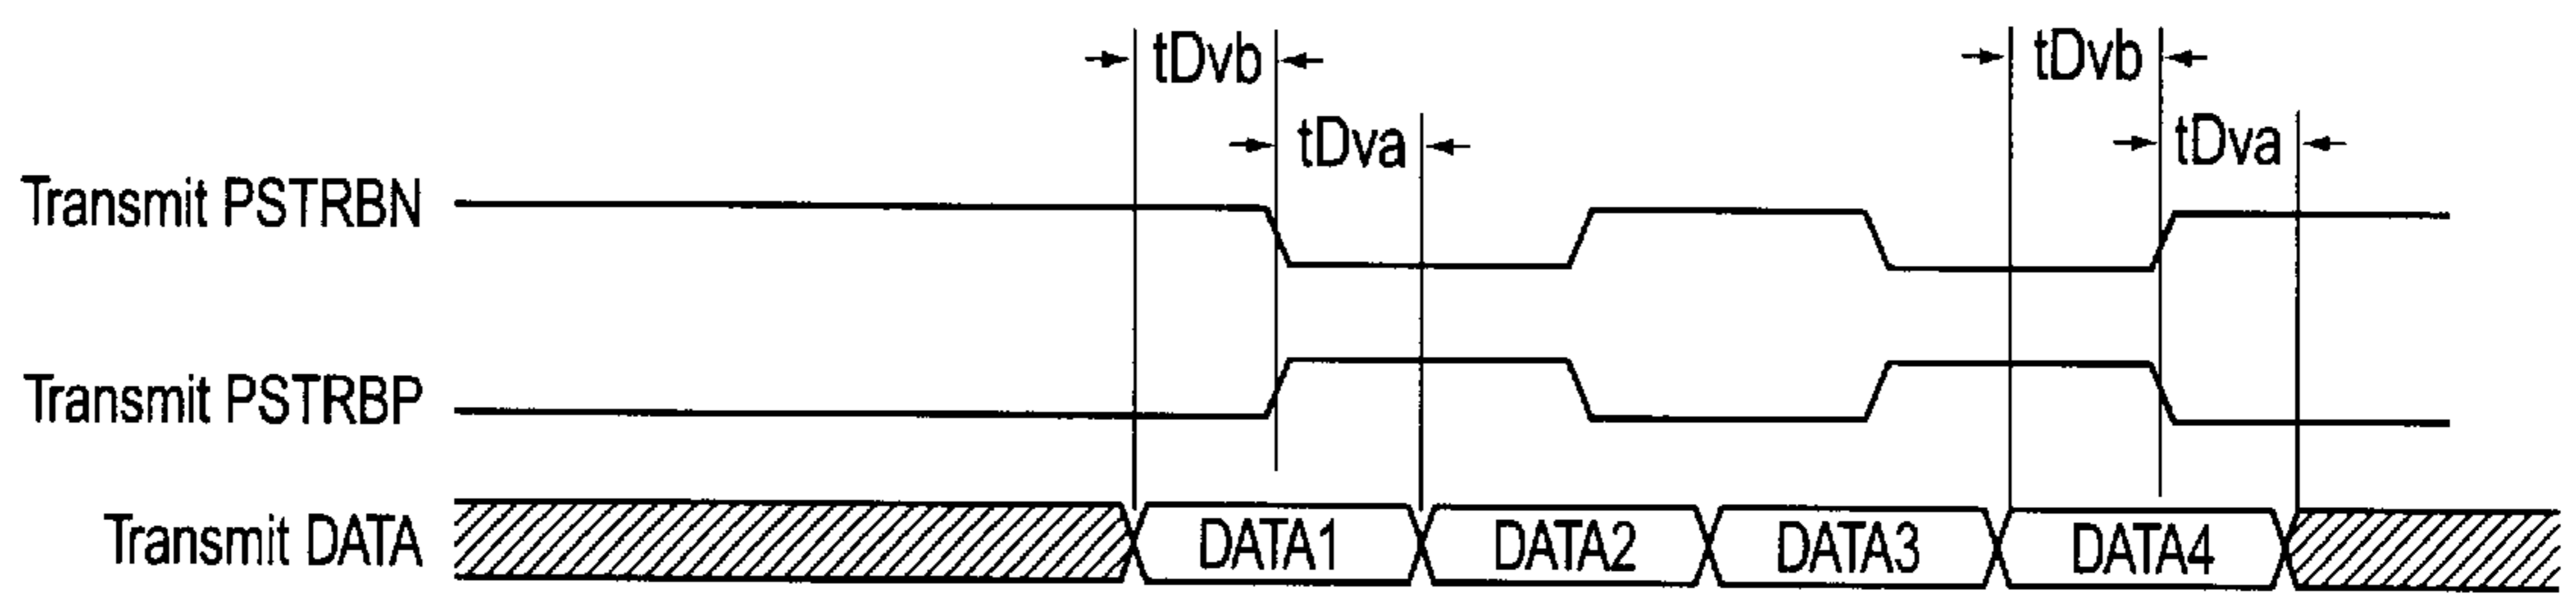 tDvb tDvb
tDva tDva
Transmit PSTRBN
Transmit PSTRBP
Transmit DATA DATA1 DATA2 DATA3 DATA4